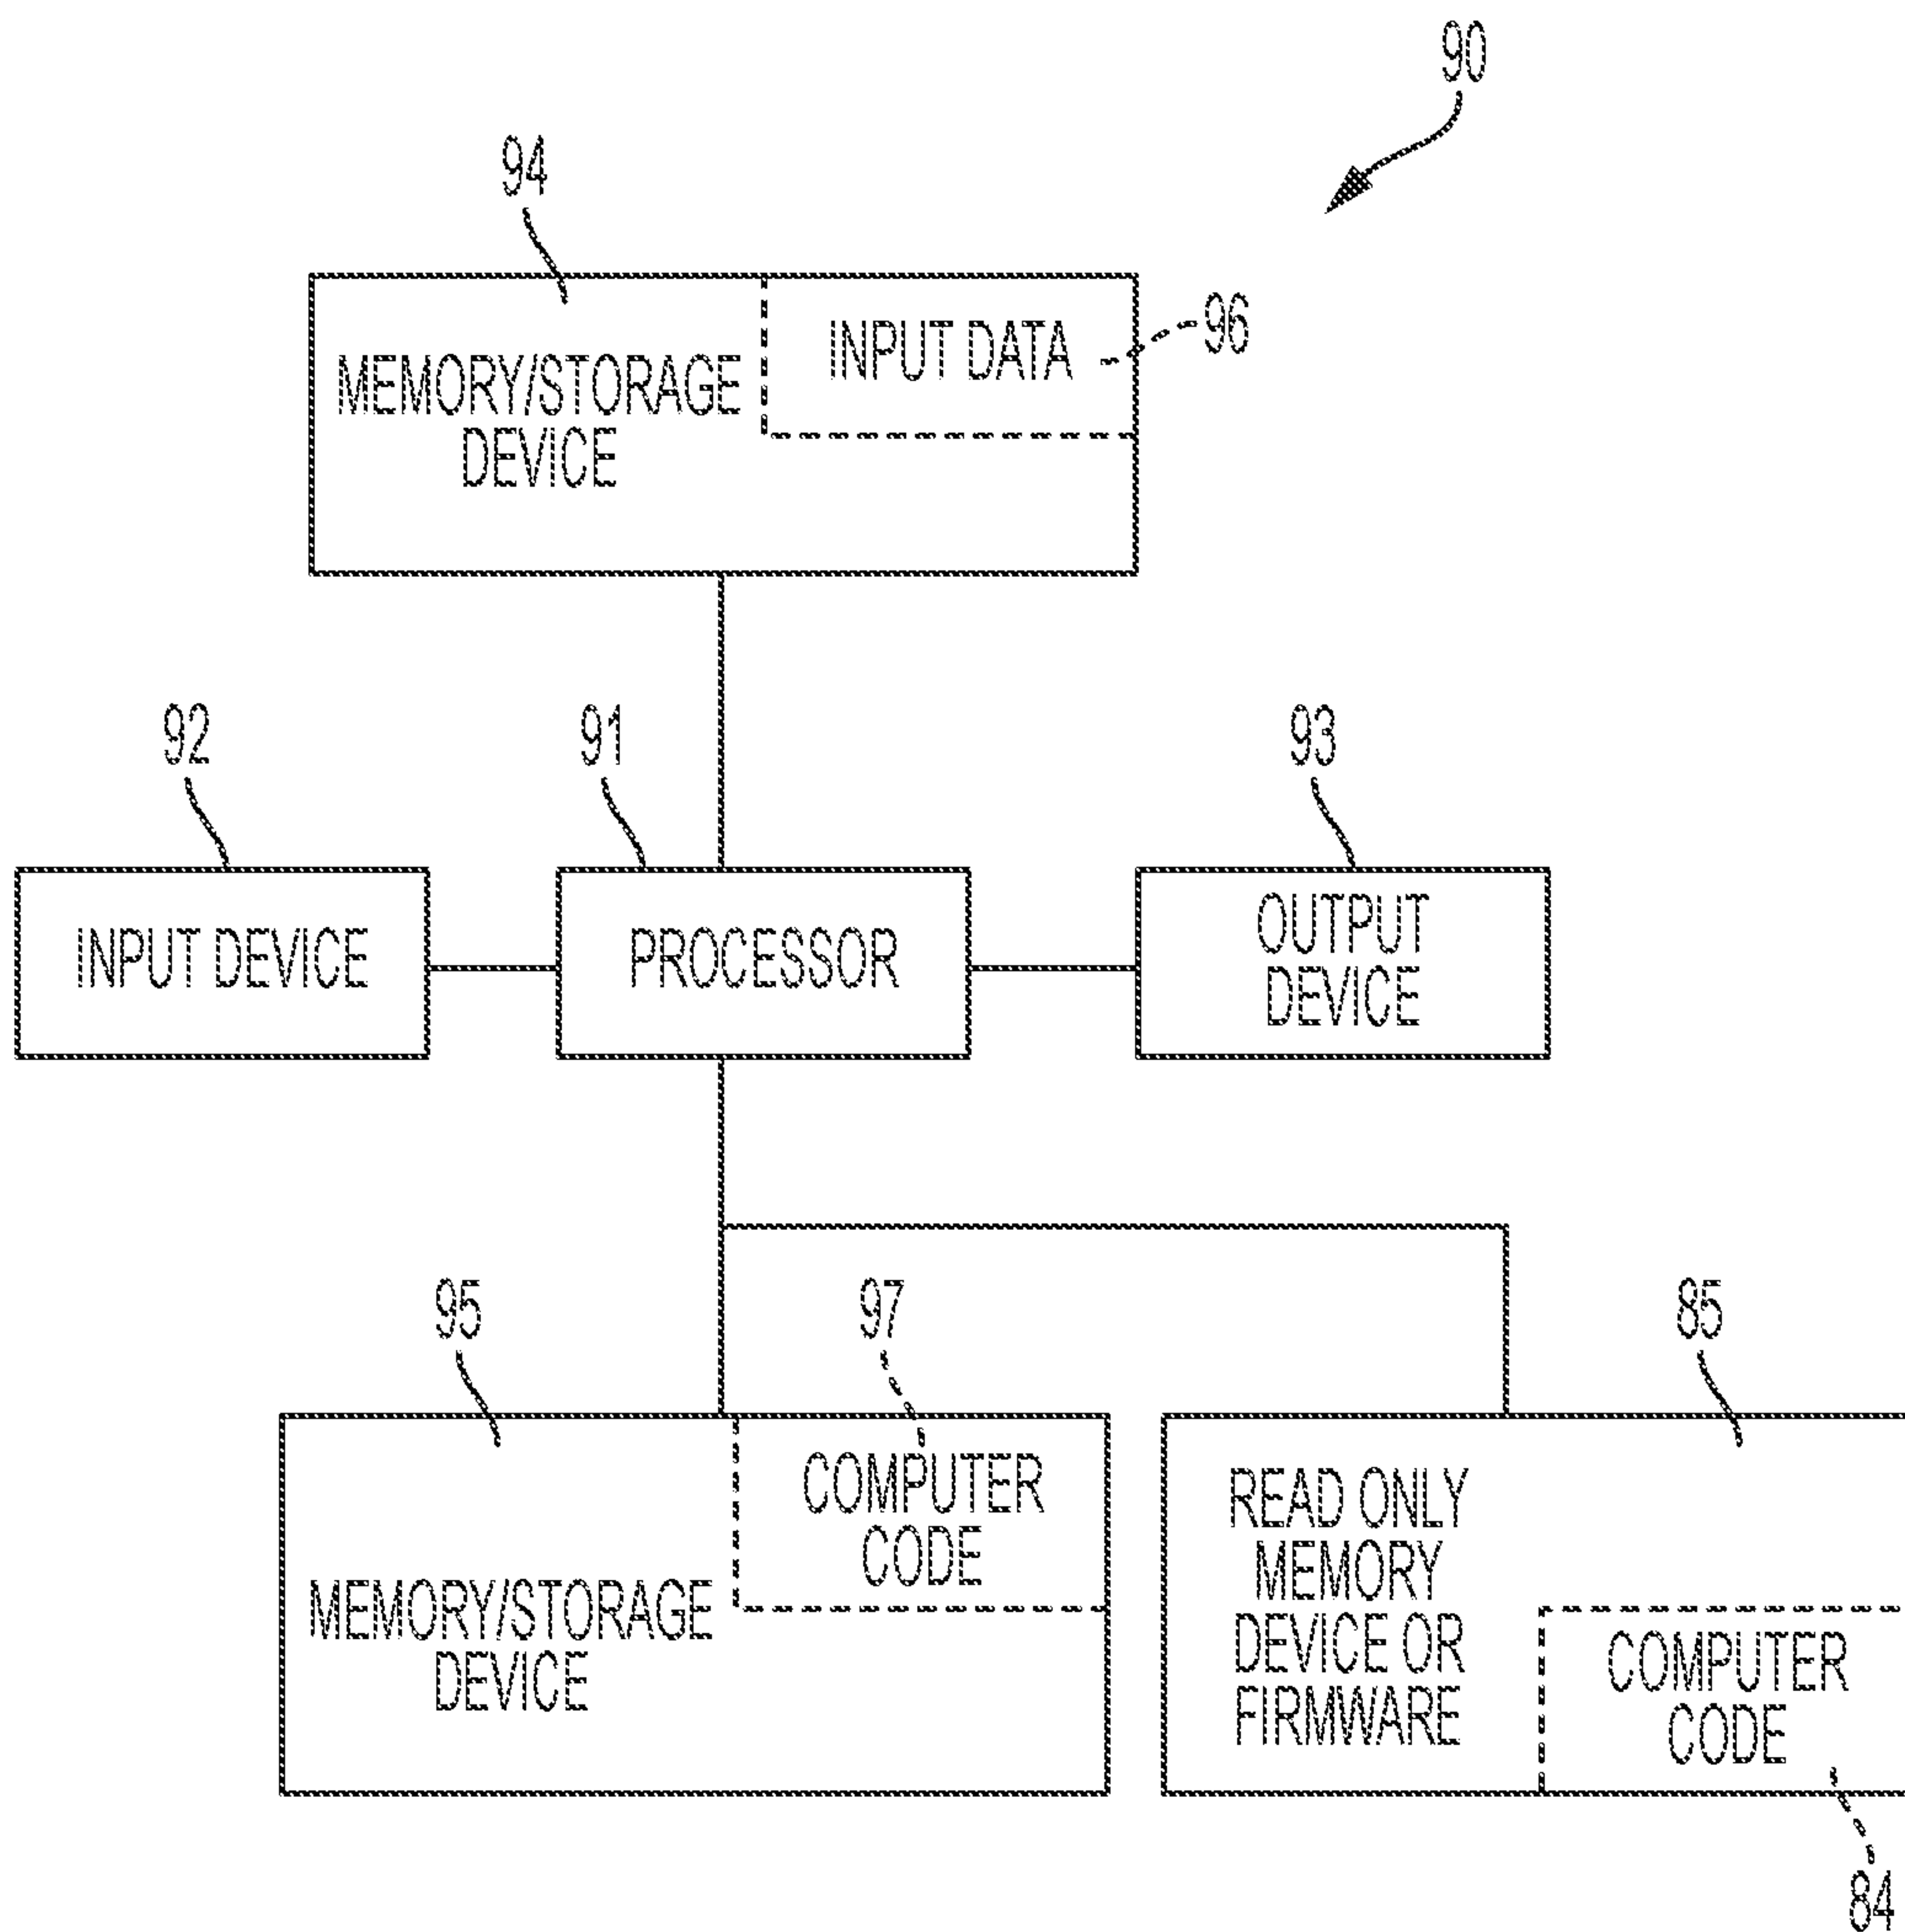 90
94
INPUT DATA
96
MEMORY/STORAGE
DEVICE
92
91
93
INPUT DEVICE
PROCESSOR
OUTPUT
DEVICE
95
97
85
COMPUTER
CODE
MEMORY/STORAGE
DEVICE
READ ONLY
MEMORY
DEVICE OR
FIRMWARE
COMPUTER
CODE
84